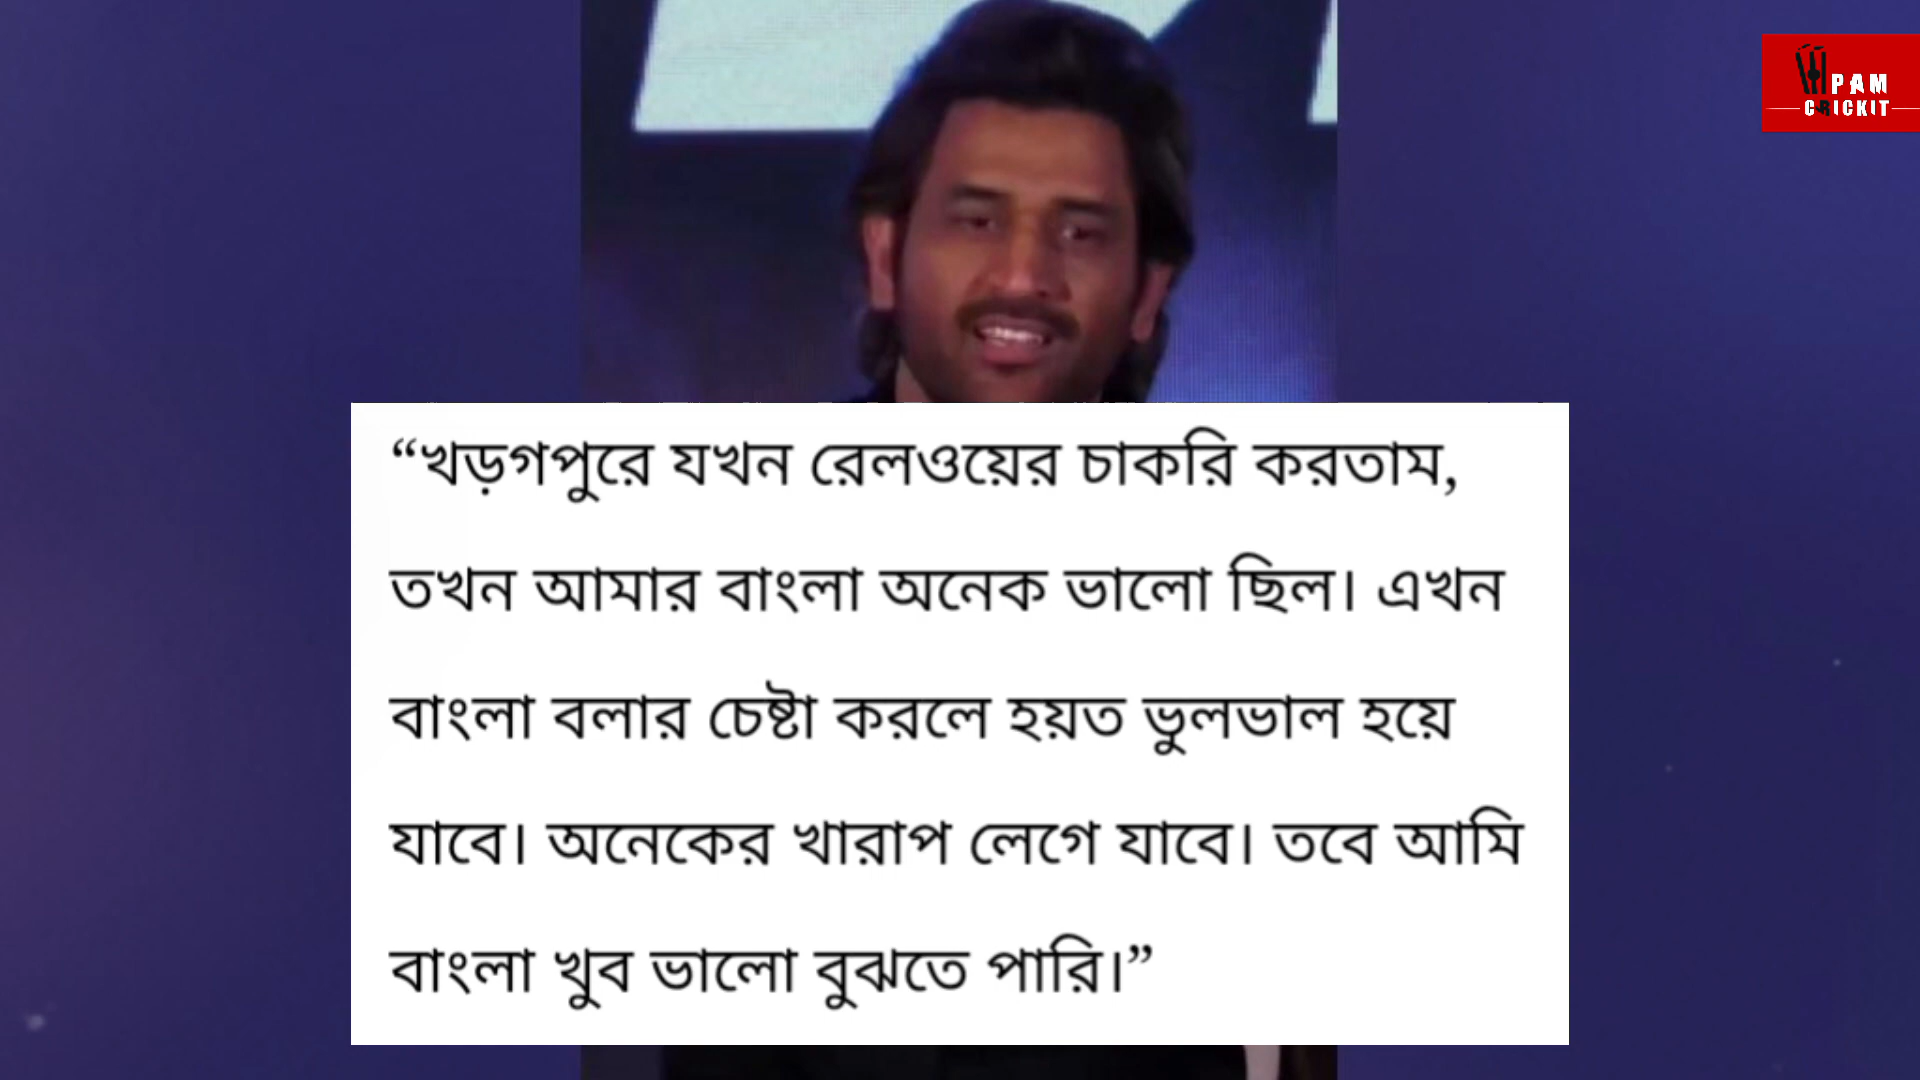 PAM
CRICKIT
“খড়গপুরে যখন রেলওয়ের চাকরি করতাম,
তখন আমার বাংলা অনেক ভালো ছিল। এখন
বাংলা বলার চেষ্টা করলে হয়ত ভুলভাল হয়ে
যাবে। অনেকের খারাপ লেগে যাবে। তবে আমি
বাংলা খুব ভালো বুঝতে পারি।”